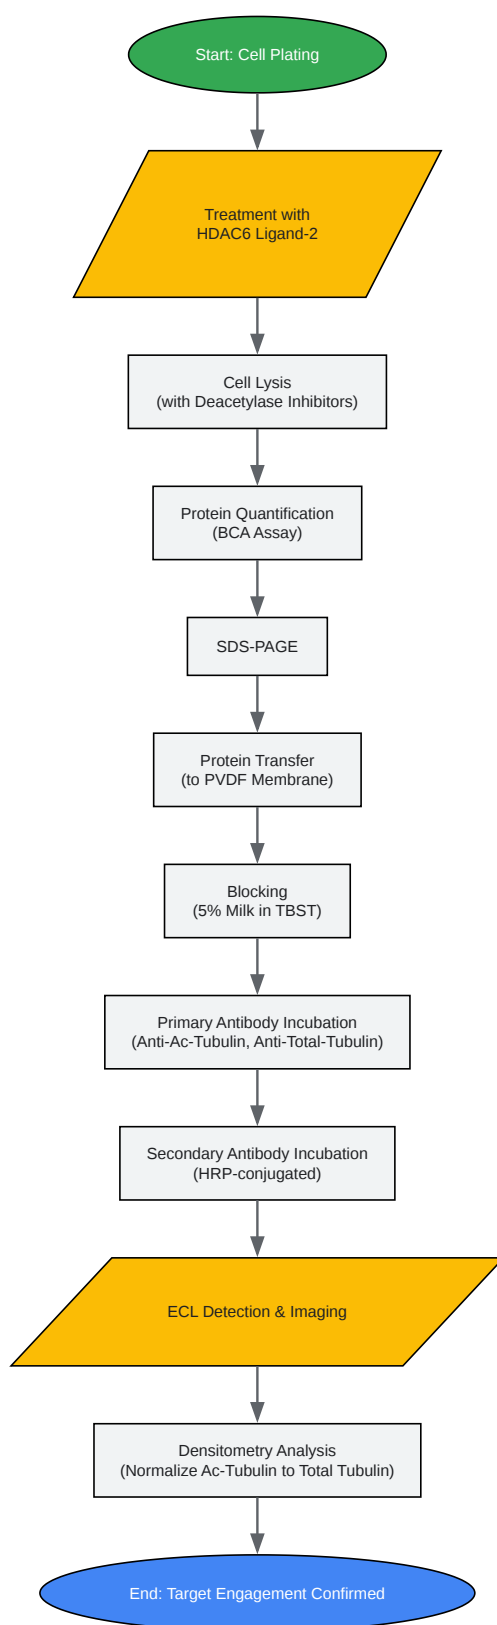 Start: Cell Plating
Treatment with
HDAC6 Ligand-2
Cell Lysis
(with Deacetylase Inhibitors)
Protein Quantification
(BCA Assay)
SDS-PAGE
Protein Transfer
(to PVDF Membrane)
Blocking
(5% Milk in TBST)
Primary Antibody Incubation
(Anti-Ac-Tubulin, Anti-Total-Tubulin)
Secondary Antibody Incubation
(HRP-conjugated)
ECL Detection & Imaging
Densitometry Analysis
(Normalize Ac-Tubulin to Total Tubulin)
End: Target Engagement Confirmed